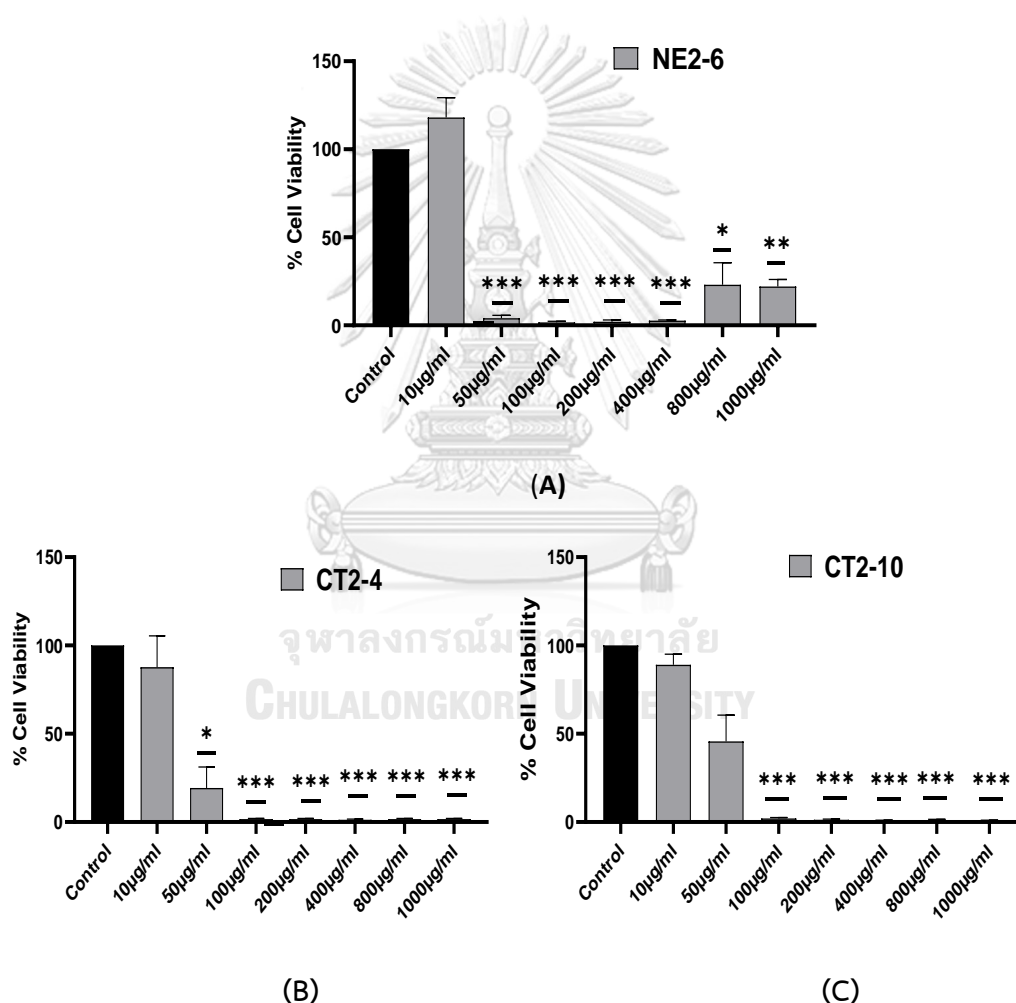 NE2-6
150
100
50
0
% Cell Viability
***
***
***
***
*
**
Control
10µg/ml
50µg/ml
100µg/ml
200µg/ml
400µg/ml
800µg/ml
1000µg/ml
(A)
CT2-4
150
100
50
0
% Cell Viability
*
***
***
***
***
***
Control
10µg/ml
50µg/ml
100µg/ml
200µg/ml
400µg/ml
800µg/ml
1000µg/ml
(B)
CT2-10
150
100
50
0
% Cell Viability
***
***
***
***
***
Control
10µg/ml
50µg/ml
100µg/ml
200µg/ml
400µg/ml
800µg/ml
1000µg/ml
(C)
จุฬาลงกรณ์มหาวิทยาลัย
CHULALONGKORN UNIVERSITY